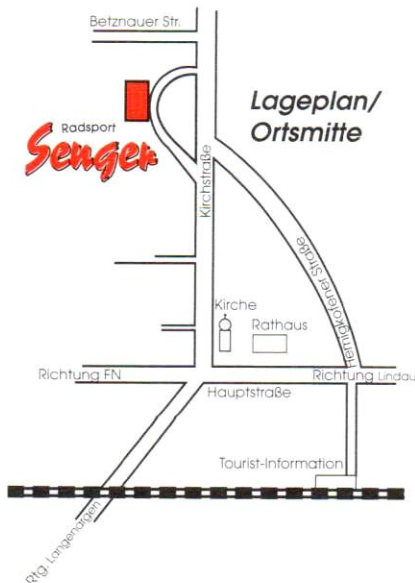 Betznauer Str.
Lageplan/
Ortsmitte
Radsport
Senger
Kirchstraße
Hemigkofener Straße
Kirche
Rathaus
Richtung FN
Richtung Lindau
Hauptstraße
Tourist-Information
Rtg. Langenargen